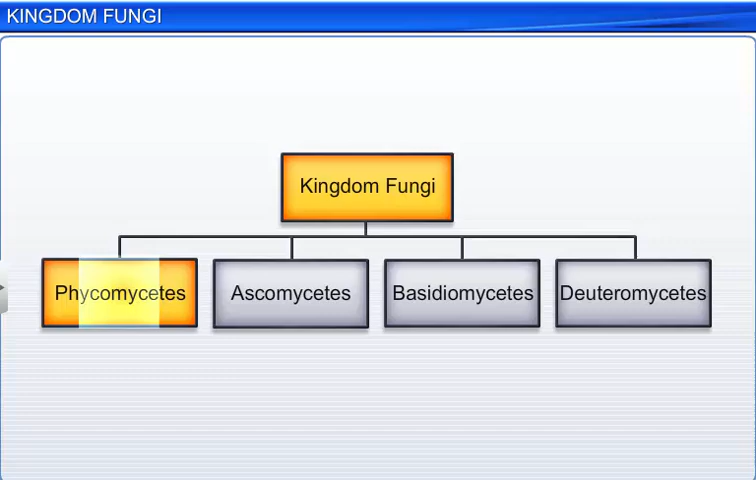 KINGDOM FUNGI
Kingdom Fungi
Phycomycetes
Ascomycetes
Basidiomycetes
Deuteromycetes